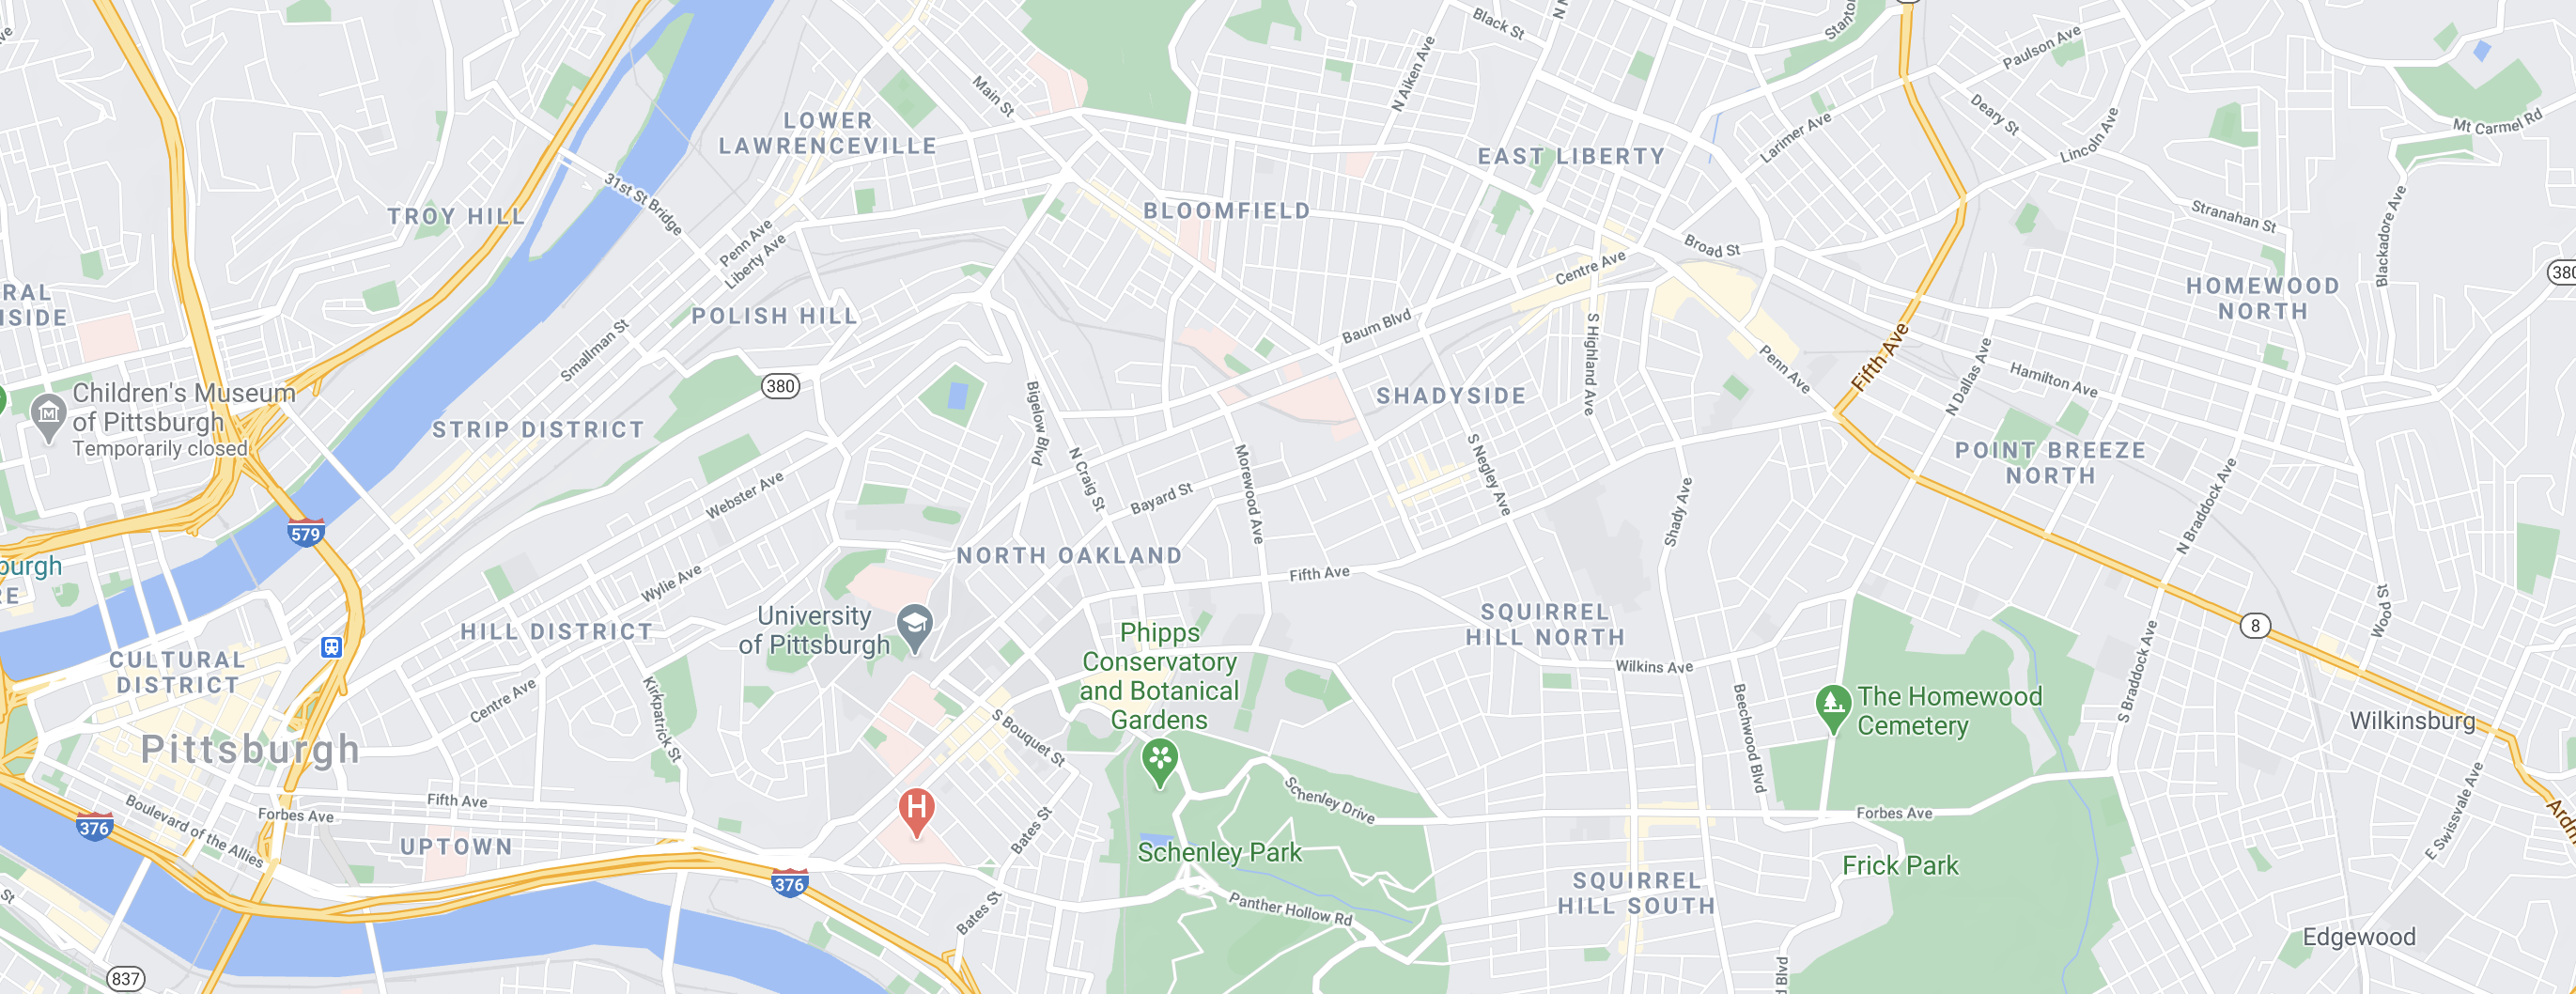 Black St
Stanto
Paulson Ave
N Aiken Ave
Main St
Deary St
Mt Carmel Rd
LOWER
LAWRENCEVILLE
Larimer Ave
Lincoln Ave
EAST LIBERTY
31st St Bridge
TROY HILL
BLOOMFIELD
Stranahan St
Blackadore Ave
Penn Ave
Liberty Ave
Broad St
Centre Ave
380
RAL
SIDE
HOMEWOOD
NORTH
POLISH HILL
Baum Blvd
Smallman St
S Highland Ave
Fifth Ave
Penn Ave
N Dallas Ave
Hamilton Ave
380
Children's Museum
of Pittsburgh
Temporarily closed
SHADYSIDE
STRIP DISTRICT
Bigelow Blvd
N Craig St
Morewood Ave
S Negley Ave
POINT BREEZE
NORTH
Webster Ave
Bayard St
Shady Ave
N Braddock Ave
579
burgh
RE
NORTH OAKLAND
Wylie Ave
Fifth Ave
HILL DISTRICT
University
of Pittsburgh
SQUIRREL
HILL NORTH
8
Wood St
Phipps
Conservatory
and Botanical
Gardens
CULTURAL
DISTRICT
Wilkins Ave
Centre Ave
Kirkpatrick St
Beechwood Blvd
The Homewood
Cemetery
S Braddock Ave
Wilkinsburg
Pittsburgh
S Bouquet St
Boulevard of the Allies
Fifth Ave
Forbes Ave
Schenley Drive
Forbes Ave
E Swissvale Ave
Ardm
376
H
Bates St
UPTOWN
Schenley Park
Frick Park
376
SQUIRREL
HILL SOUTH
Bates St
Panther Hollow Rd
St
Edgewood
837
d Blvd